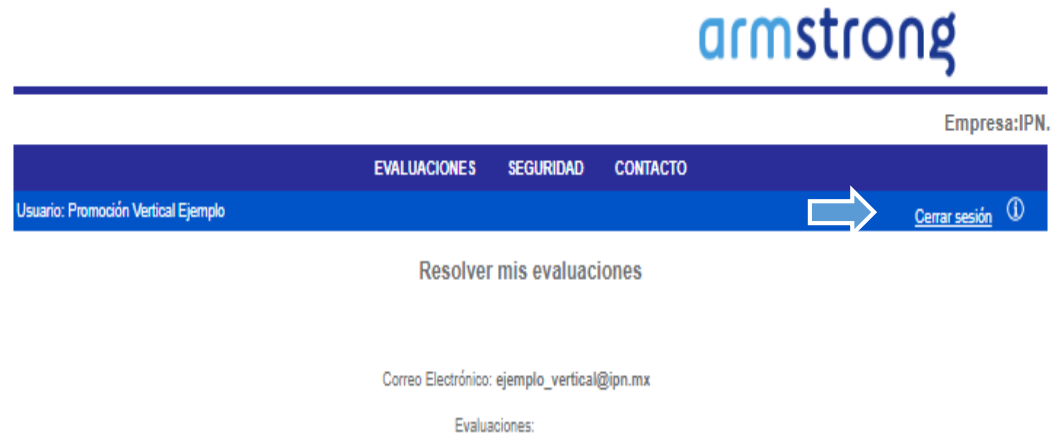 armstrong
Empresa:IPN.
EVALUACIONES SEGURIDAD CONTACTO
Usuario: Promoción Vertical Ejemplo Cerrar sesión
Resolver mis evaluaciones
Correo Electrónico: ejemplo_vertical@ipn.mx
Evaluaciones: